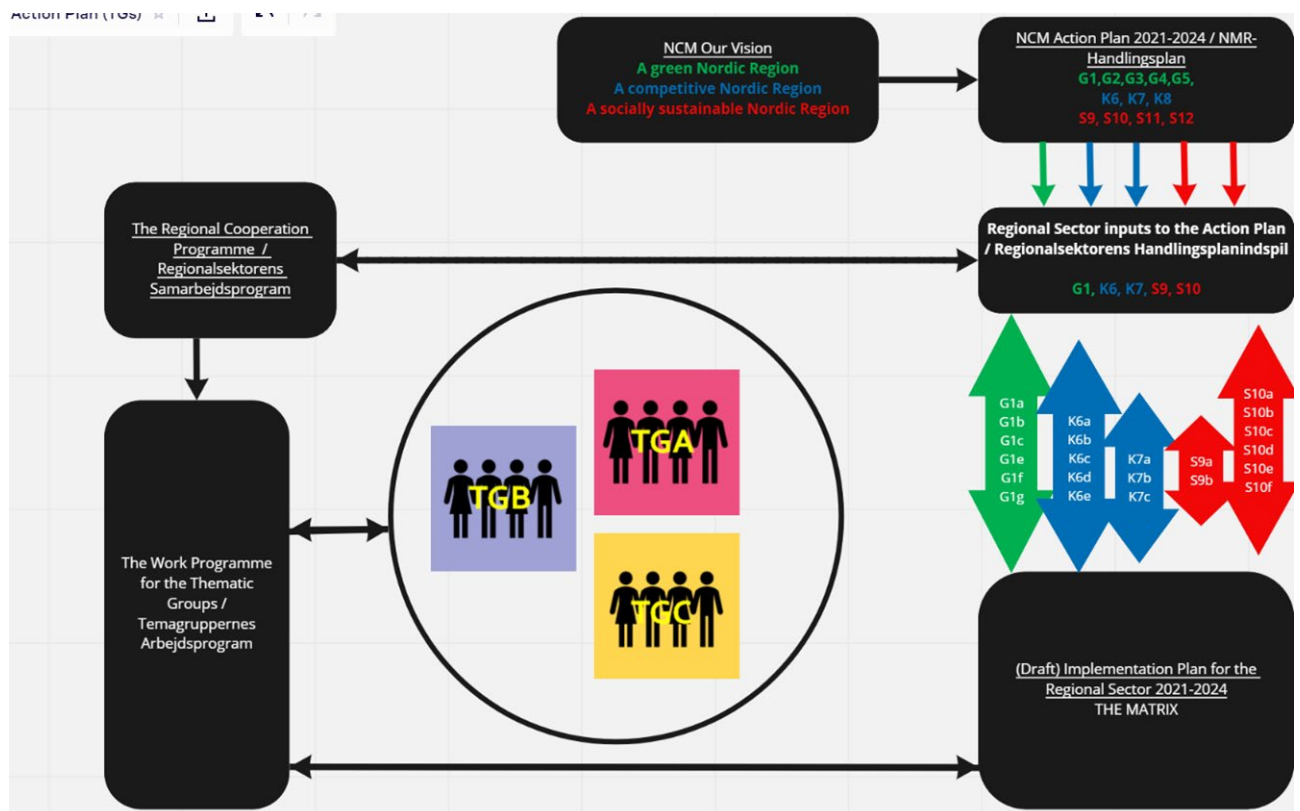 Action Plan (TGs)
NCM Our Vision
A green Nordic Region
A competitive Nordic Region
A socially sustainable Nordic Region
NCM Action Plan 2021-2024 / NMR-
Handlingsplan
G1,G2,G3,G4,G5,
K6, K7, K8
S9, S10, S11, S12
The Regional Cooperation
Programme /
Regionalsektorens
Samarbejdsprogram
Regional Sector inputs to the Action Plan
/ Regionalsektorens Handlingsplanindspil
G1, K6, K7, S9, S10
TGA
TGB
TGC
G1a
G1b
G1c
G1e
G1f
G1g
K6a
K6b
K6c
K6d
K6e
K7a
K7b
K7c
S9a
S9b
S10a
S10b
S10c
S10d
S10e
S10f
The Work Programme
for the Thematic
Groups /
Temagruppernes
Arbejdsprogram
(Draft) Implementation Plan for the
Regional Sector 2021-2024
THE MATRIX